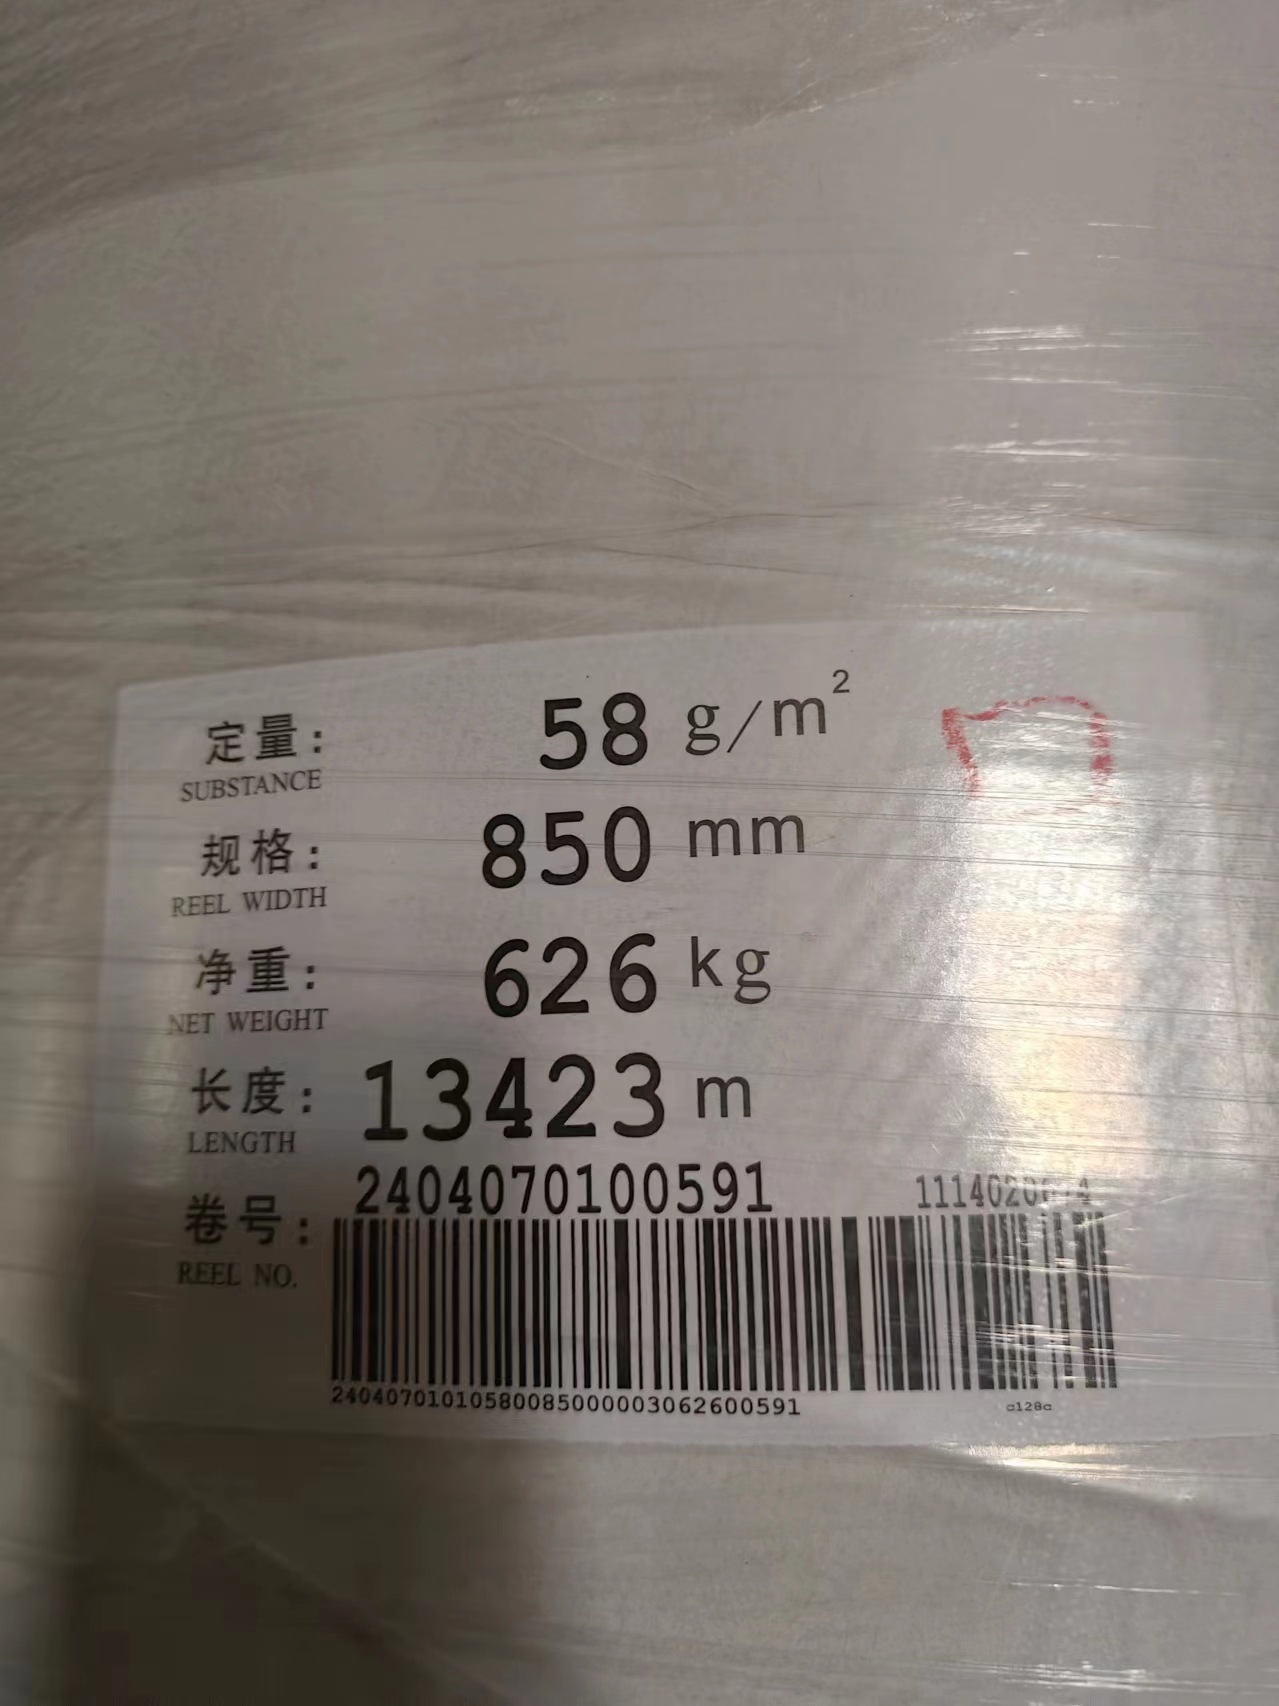 定量： 58 g/m²
SUBSTANCE
规格： 850 mm
REEL WIDTH
净重： 626 kg
NET WEIGHT
长度： 13423 m
LENGTH
2404070100591
卷号：
REEL NO.
240407010105800850000003062600591
c128c